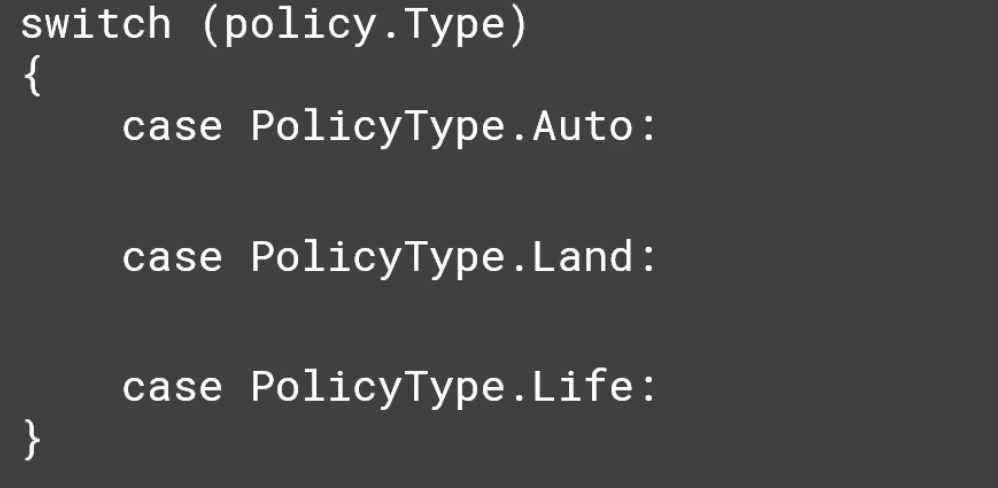 switch (policy.Type)
{
    case PolicyType.Auto:
    case PolicyType.Land:
    case PolicyType.Life:
}